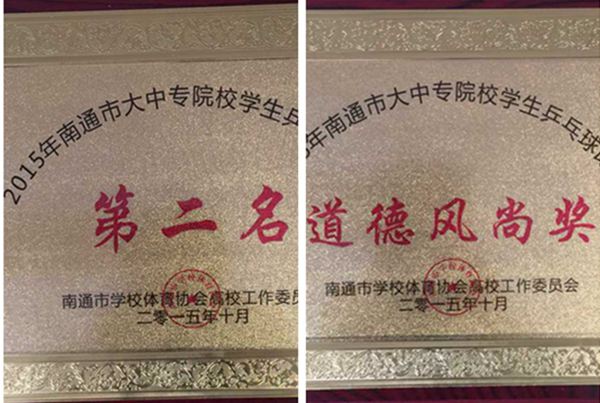 2015年南通市大中专院校学生乒
第二名
南通市学校体育协会高校工作委员
二零一五年十月
5年南通市大中专院校学生乒乓球
道德风尚奖
南通市学校体育协会高校工作委员会
二零一五年十月